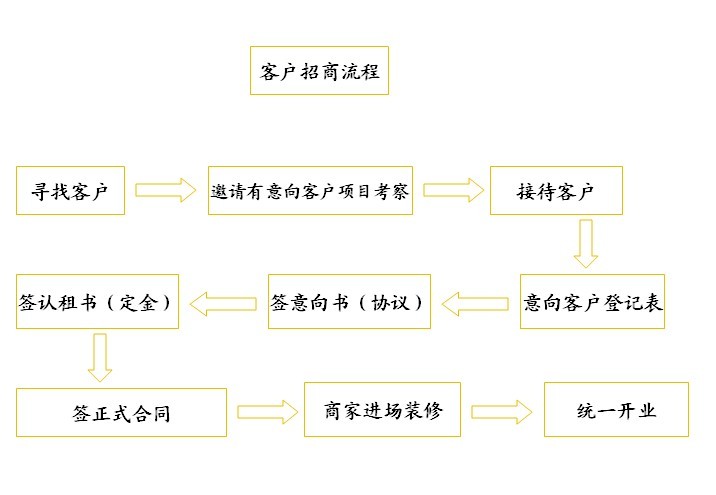 客户招商流程
寻找客户
邀请有意向客户项目考察
接待客户
意向客户登记表
签意向书（协议）
签认租书（定金）
签正式合同
商家进场装修
统一开业